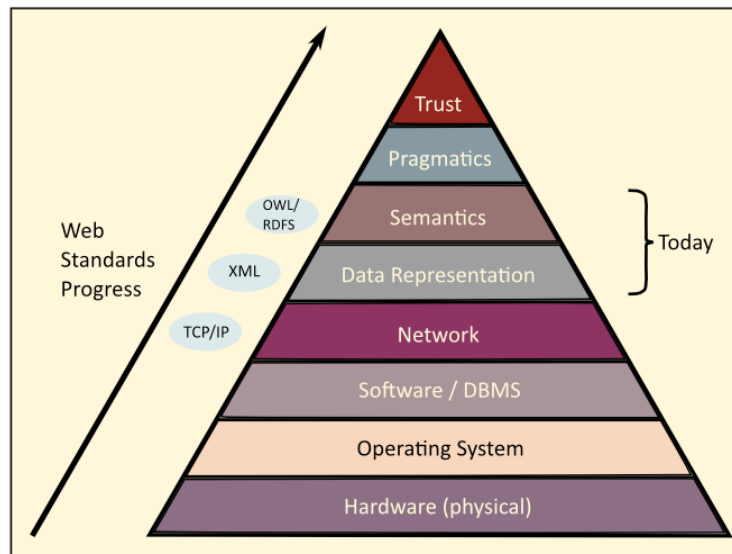 Trust
Pragmatics
OWL/
RDFS
Semantics
Web
Standards
Progress
Today
XML
Data Representation
TCP/IP
Network
Software / DBMS
Operating System
Hardware (physical)